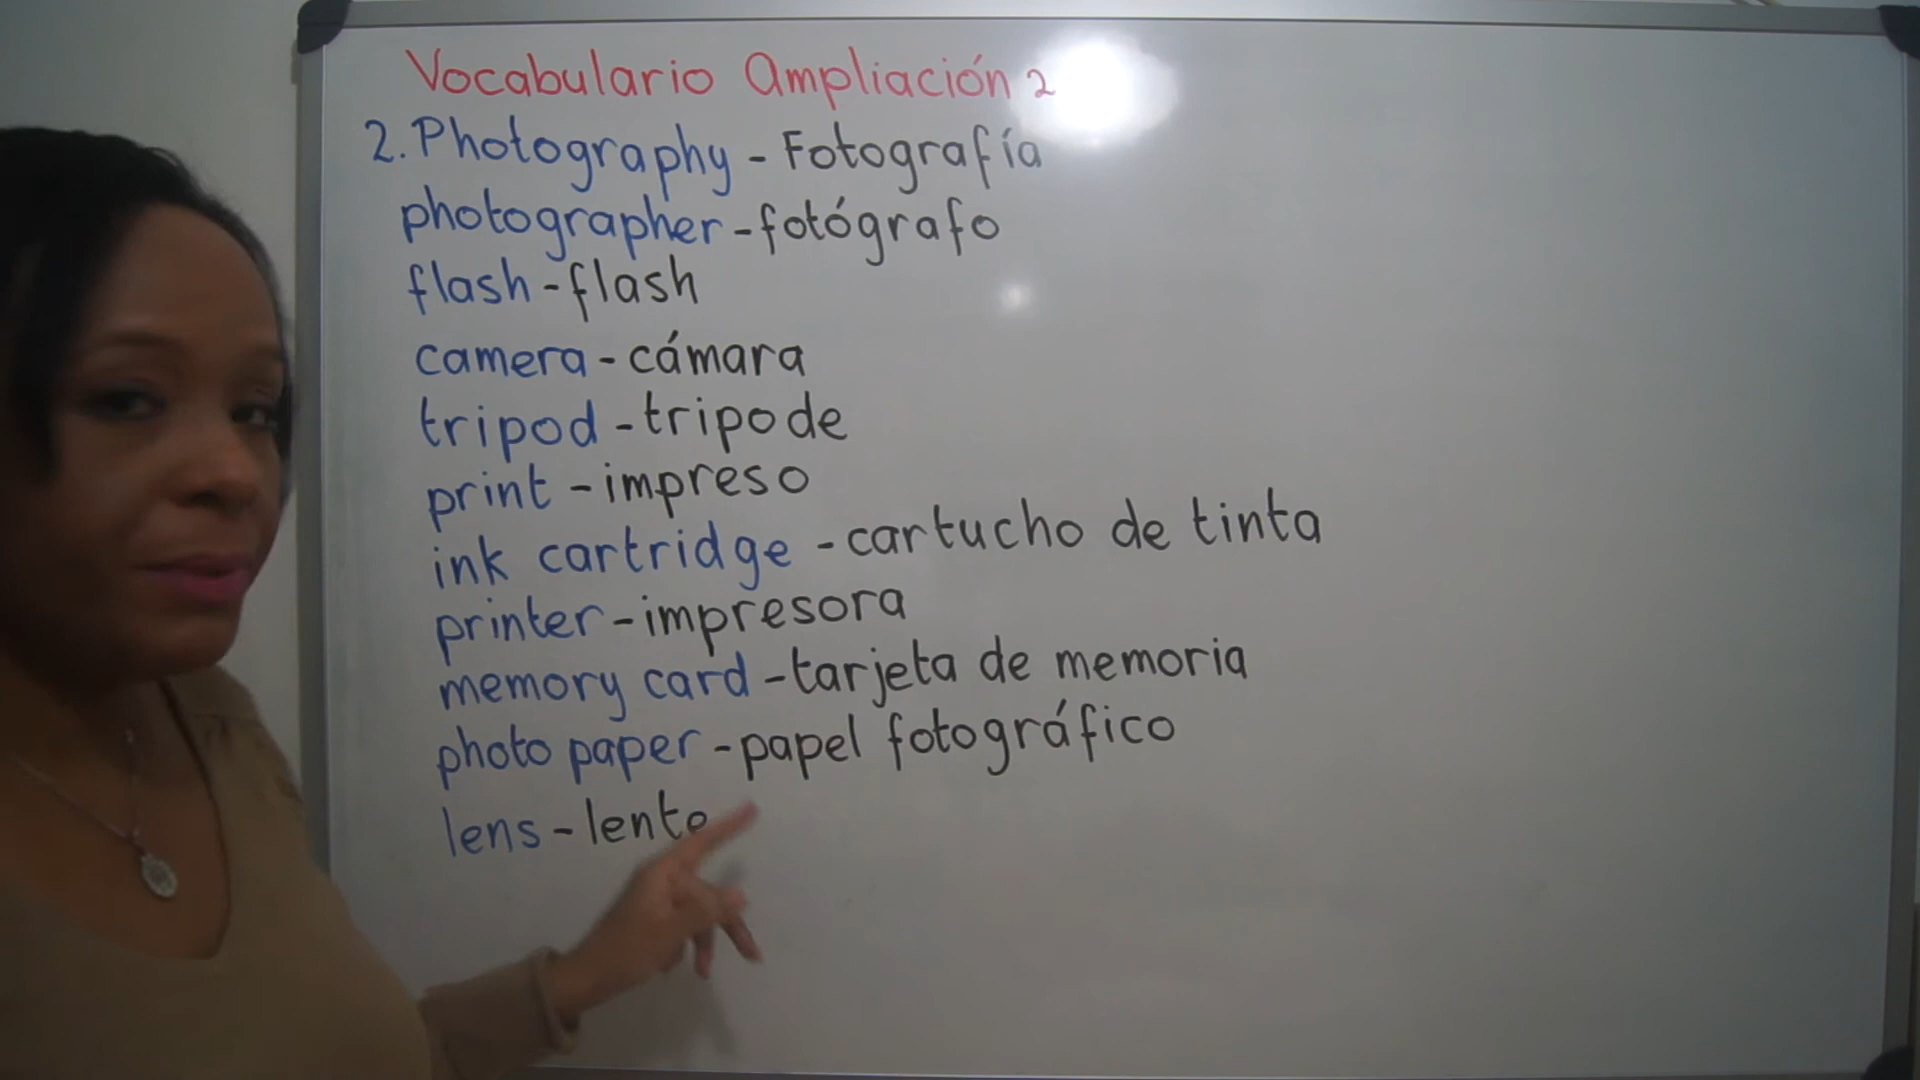 Vocabulario Ampliación 2
2. Photography - Fotografía
photographer - fotógrafo
flash - flash
camera - cámara
tripod - tripode
print - impreso
ink cartridge - cartucho de tinta
printer - impresora
memory card - tarjeta de memoria
photo paper - papel fotográfico
lens - lente